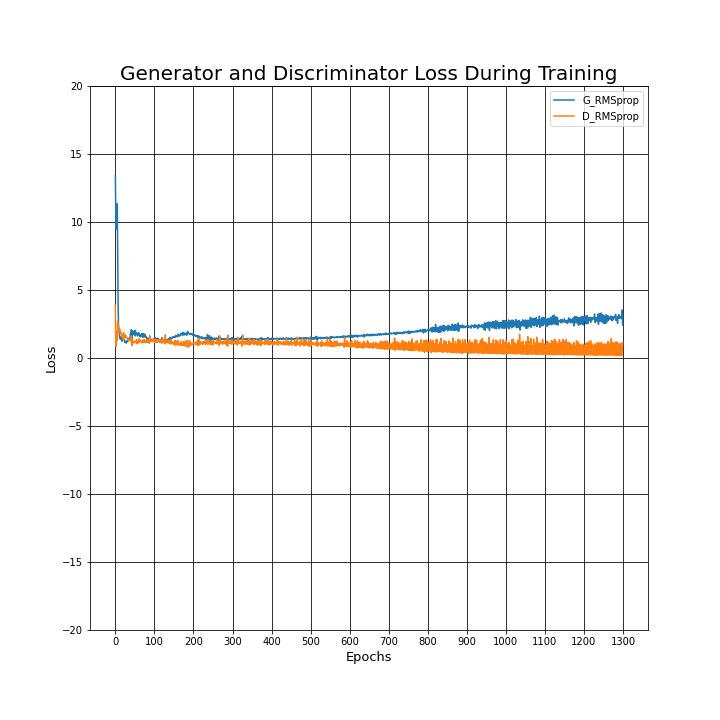 Generator and Discriminator Loss During Training
G_RMSprop
D_RMSprop
20
15
10
5
0
−5
−10
−15
−20
Loss
0 100 200 300 400 500 600 700 800 900 1000 1100 1200 1300
Epochs